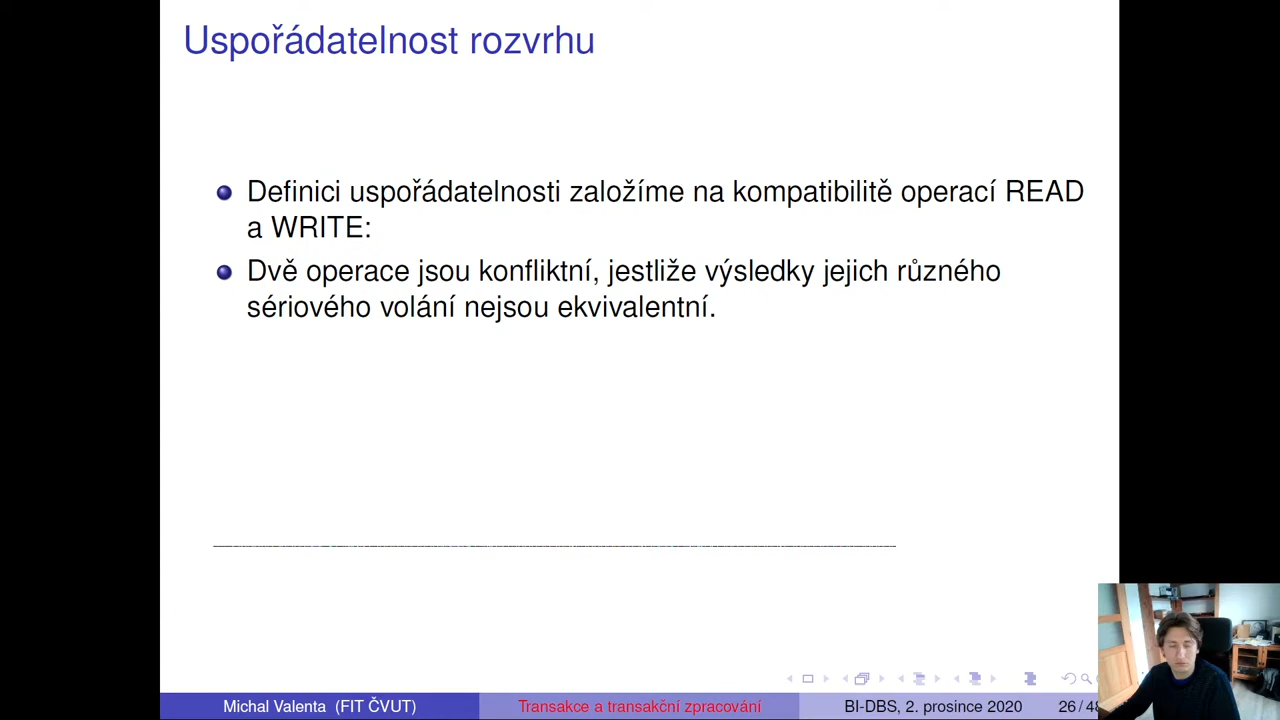 Uspořádatelnost rozvrhu
Definici uspořádatelnosti založíme na kompatibilitě operací READ
a WRITE:
Dvě operace jsou konfliktní, jestliže výsledky jejich různého
sériového volání nejsou ekvivalentní.
Michal Valenta (FIT ČVUT) Transakce a transakční zpracování BI-DBS, 2. prosince 2020 26 / 48